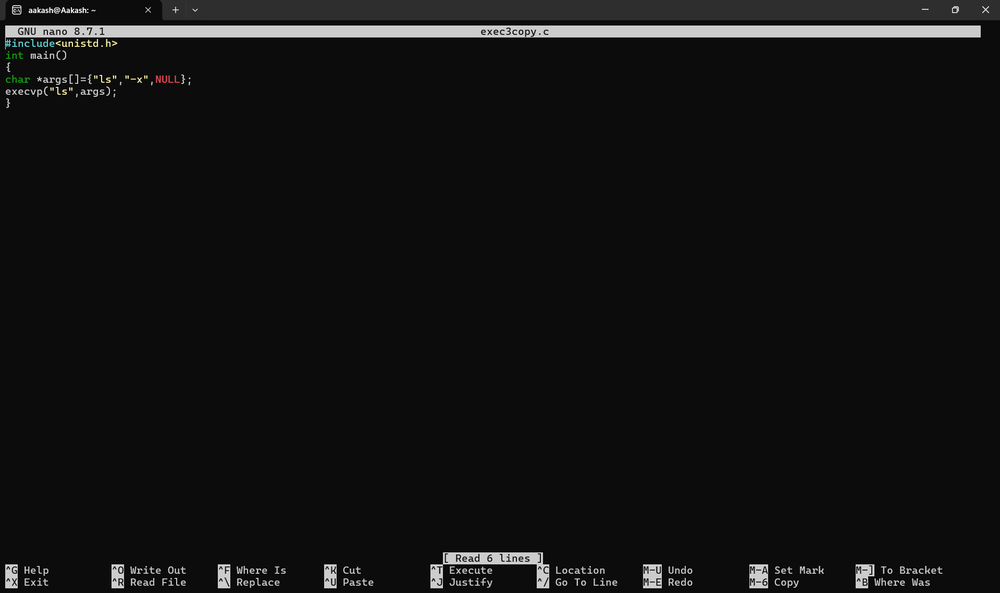 aakash@Aakash: ~
GNU nano 8.7.1 exec3copy.c
#include<unistd.h>
int main()
{
char *args[]={"ls","-x",NULL};
execvp("ls",args);
}
[ Read 6 lines ]
^G Help ^O Write Out ^F Where Is ^K Cut ^T Execute ^C Location M-U Undo M-A Set Mark M-] To Bracket
^X Exit ^R Read File ^\ Replace ^U Paste ^J Justify ^/ Go To Line M-E Redo M-6 Copy ^B Where Was